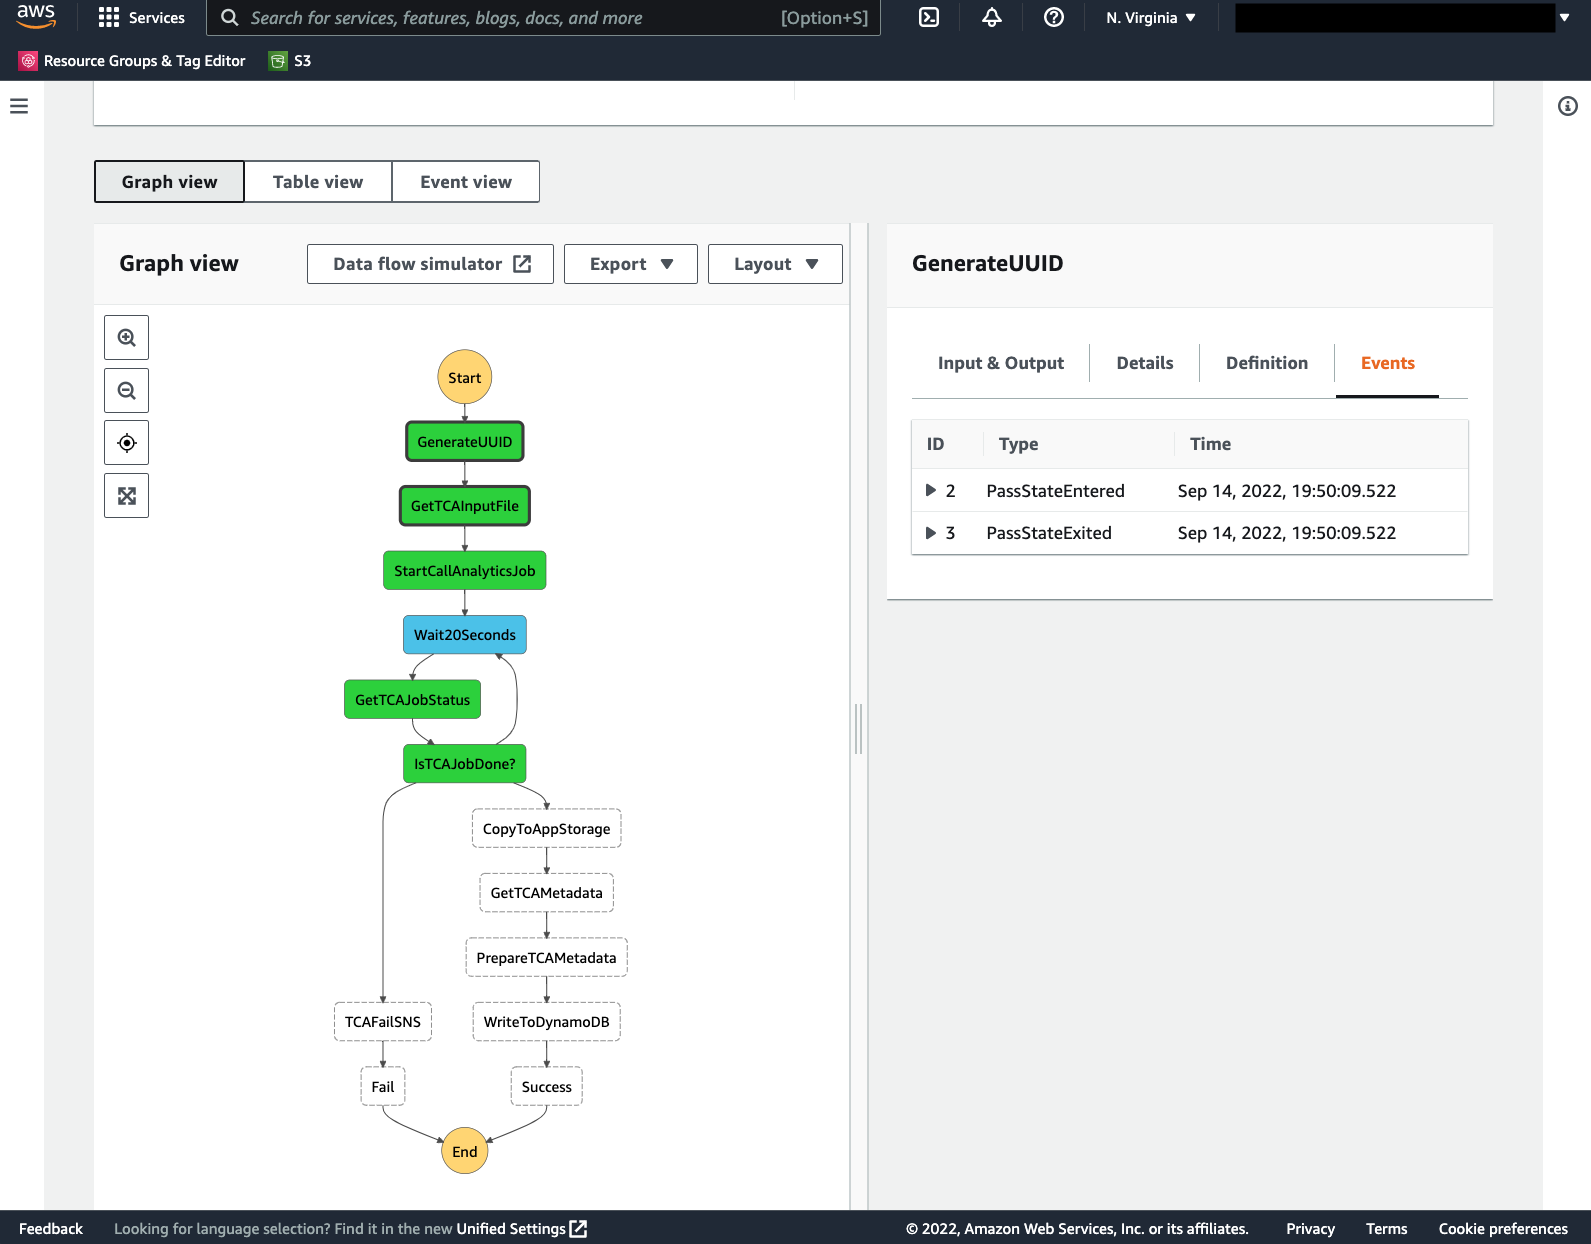 aws
Services
Search for services, features, blogs, docs, and more
[Option+S]
N. Virginia
Resource Groups & Tag Editor
S3
Graph view
Table view
Event view
Graph view
Data flow simulator
Export
Layout
Start
GenerateUUID
GetTCAInputFile
StartCallAnalyticsJob
Wait20Seconds
GetTCAJobStatus
IsTCAJobDone?
CopyToAppStorage
GetTCAMetadata
PrepareTCAMetadata
TCAFailSNS
WriteToDynamoDB
Fail
Success
End
GenerateUUID
Input & Output
Details
Definition
Events
ID Type Time
2 PassStateEntered Sep 14, 2022, 19:50:09.522
3 PassStateExited Sep 14, 2022, 19:50:09.522
Feedback
Looking for language selection? Find it in the new Unified Settings
© 2022, Amazon Web Services, Inc. or its affiliates.
Privacy
Terms
Cookie preferences